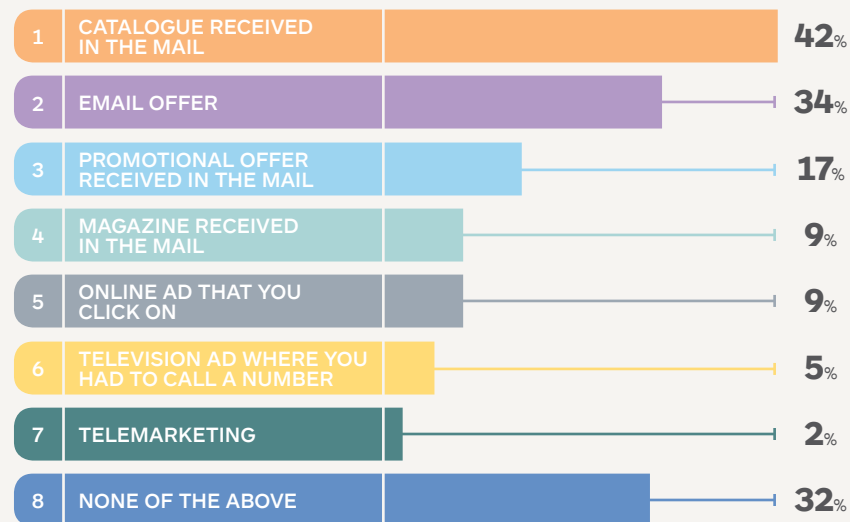 1 CATALOGUE RECEIVED
IN THE MAIL 42%
2 EMAIL OFFER 34%
3 PROMOTIONAL OFFER
RECEIVED IN THE MAIL 17%
4 MAGAZINE RECEIVED
IN THE MAIL 9%
5 ONLINE AD THAT YOU
CLICK ON 9%
6 TELEVISION AD WHERE YOU
HAD TO CALL A NUMBER 5%
7 TELEMARKETING 2%
8 NONE OF THE ABOVE 32%